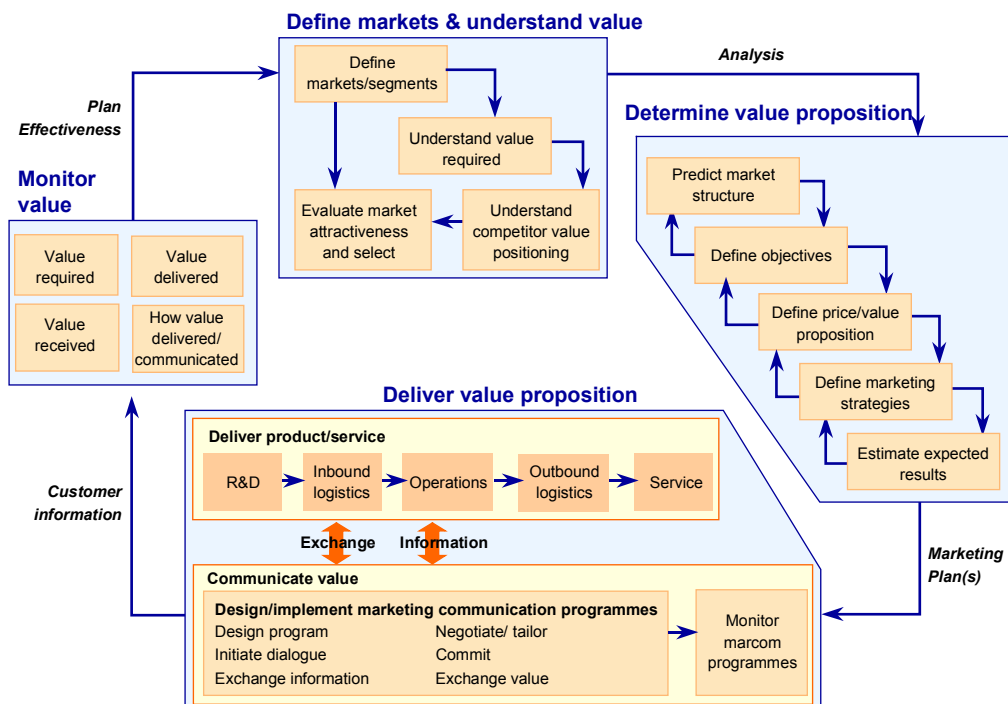 Define markets & understand value
Define
markets/segments
Understand value
required
Evaluate market
attractiveness
and select
Understand
competitor value
positioning
Analysis
Plan
Effectiveness
Determine value proposition
Predict market
structure
Define objectives
Define price/value
proposition
Define marketing
strategies
Estimate expected
results
Monitor
value
Value
required
Value
delivered
Value
received
How value
delivered/
communicated
Deliver value proposition
Deliver product/service
R&D
Inbound
logistics
Operations
Outbound
logistics
Service
Customer
information
Exchange
Information
Marketing
Plan(s)
Communicate value
Design/implement marketing communication programmes
Design program
Negotiate/ tailor
Initiate dialogue
Commit
Exchange information
Exchange value
Monitor
marcom
programmes